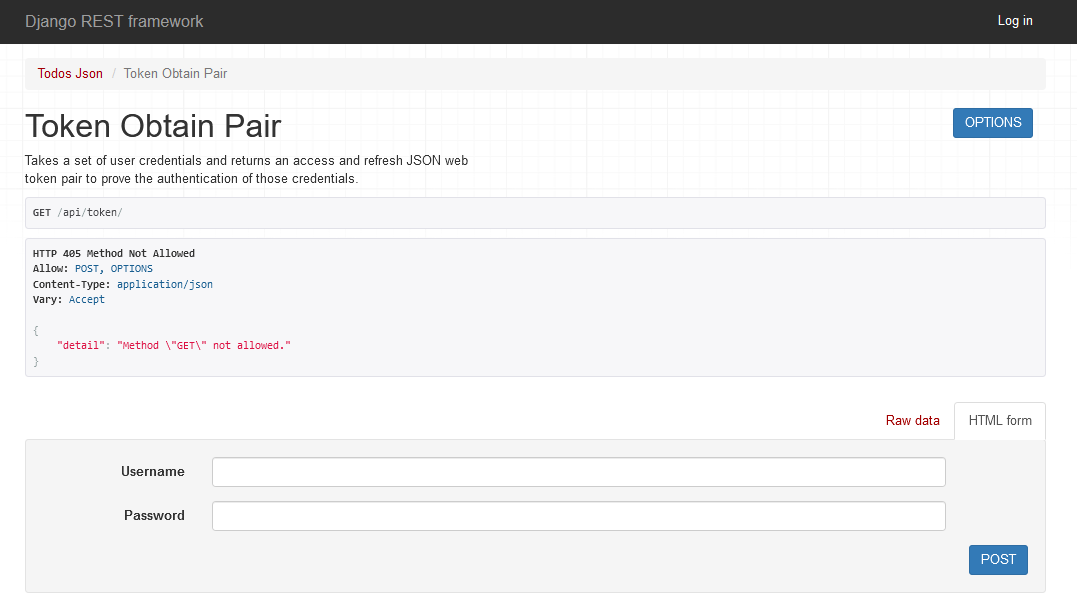 Django REST framework
Log in
Todos Json / Token Obtain Pair
Token Obtain Pair
OPTIONS
Takes a set of user credentials and returns an access and refresh JSON web
token pair to prove the authentication of those credentials.
GET /api/token/
HTTP 405 Method Not Allowed
Allow: POST, OPTIONS
Content-Type: application/json
Vary: Accept
{
    "detail": "Method \"GET\" not allowed."
}
Raw data
HTML form
Username
Password
POST